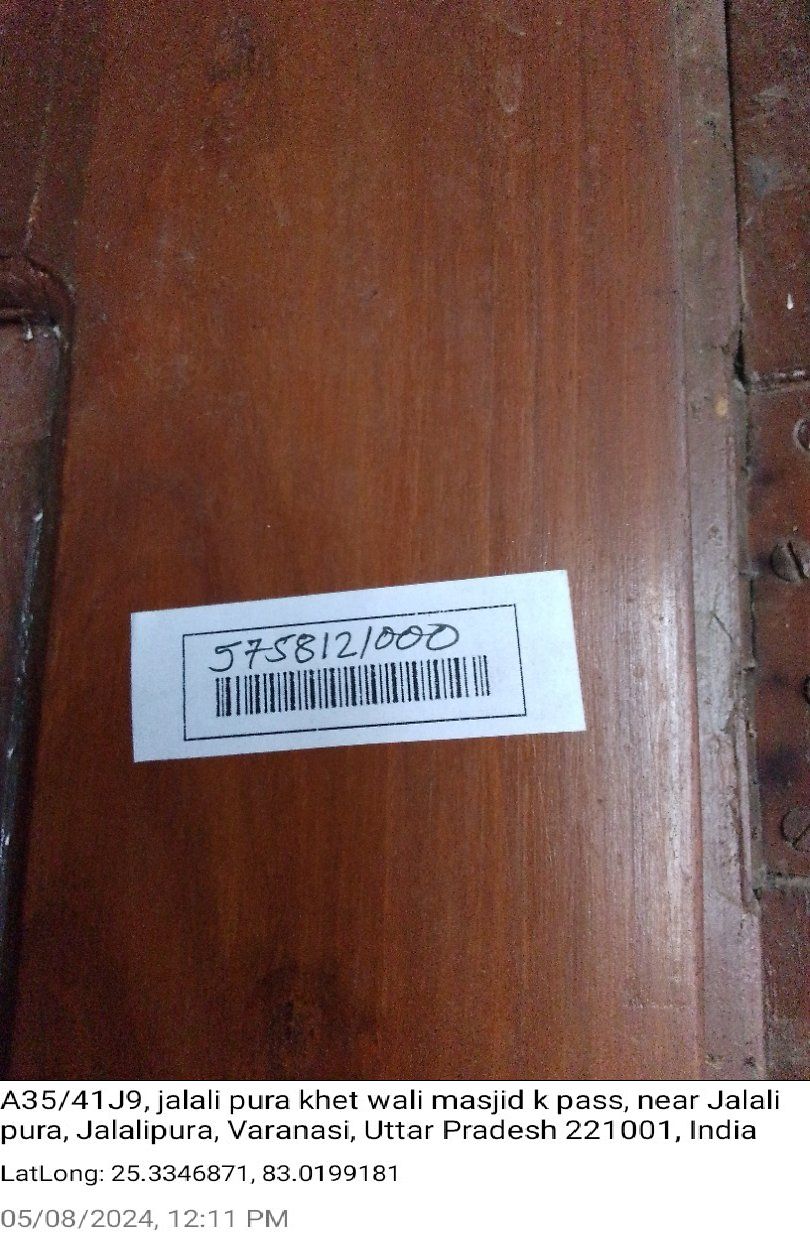 5758121000
A35/41J9, jalali pura khet wali masjid k pass, near Jalali
pura, Jalalipura, Varanasi, Uttar Pradesh 221001, India
LatLong: 25.3346871, 83.0199181
05/08/2024, 12:11 PM